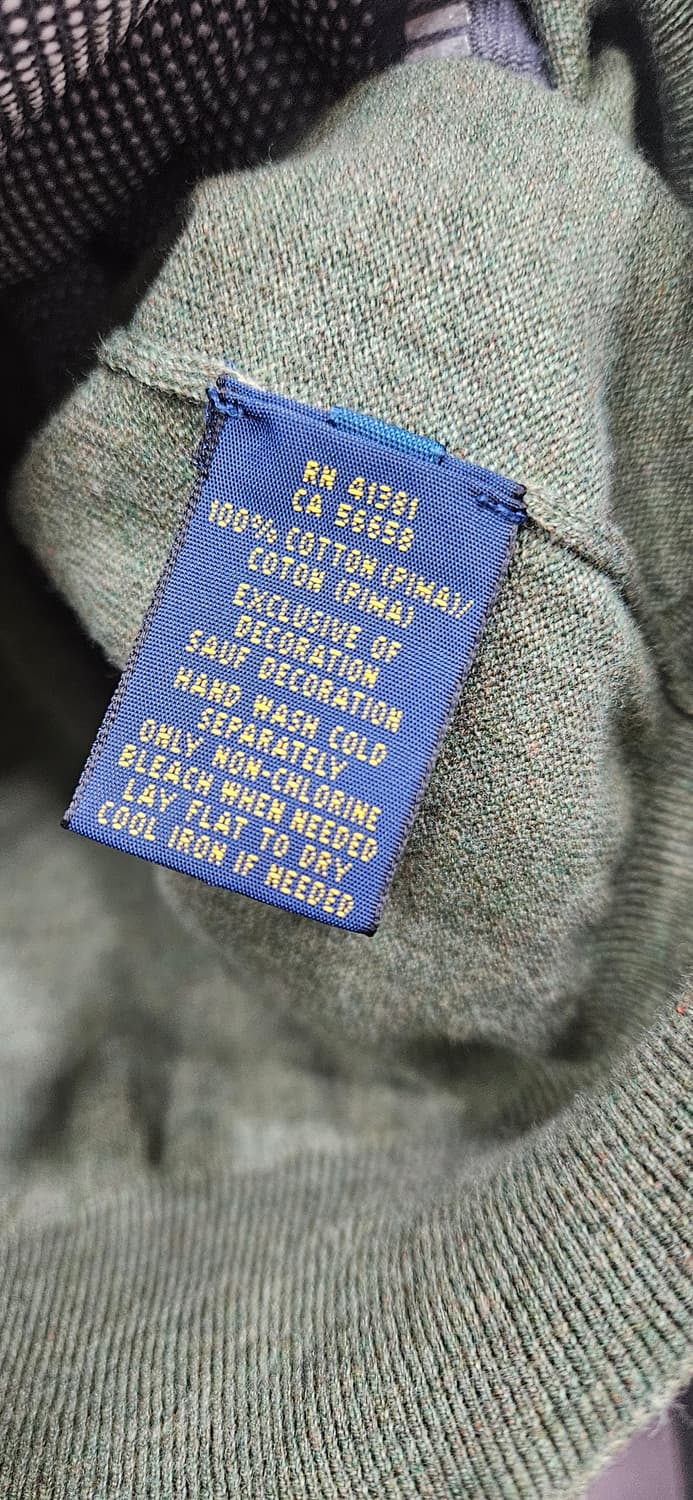 RN 41381
CA 56658
100% COTTON (PIMA)/
COTON (PIMA)
EXCLUSIVE OF
DECORATION
SAUF DECORATION
HAND WASH COLD
SEPARATELY
ONLY NON-CHLORINE
BLEACH WHEN NEEDED
LAY FLAT TO DRY
COOL IRON IF NEEDED